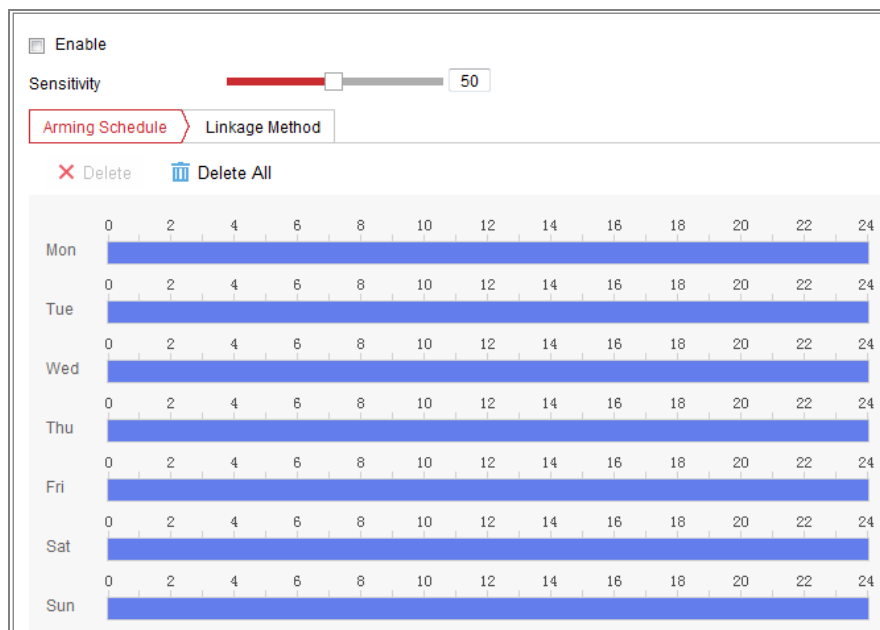 Enable
Sensitivity 50
Arming Schedule Linkage Method
Delete Delete All
0 2 4 6 8 10 12 14 16 18 20 22 24
Mon
0 2 4 6 8 10 12 14 16 18 20 22 24
Tue
0 2 4 6 8 10 12 14 16 18 20 22 24
Wed
0 2 4 6 8 10 12 14 16 18 20 22 24
Thu
0 2 4 6 8 10 12 14 16 18 20 22 24
Fri
0 2 4 6 8 10 12 14 16 18 20 22 24
Sat
0 2 4 6 8 10 12 14 16 18 20 22 24
Sun